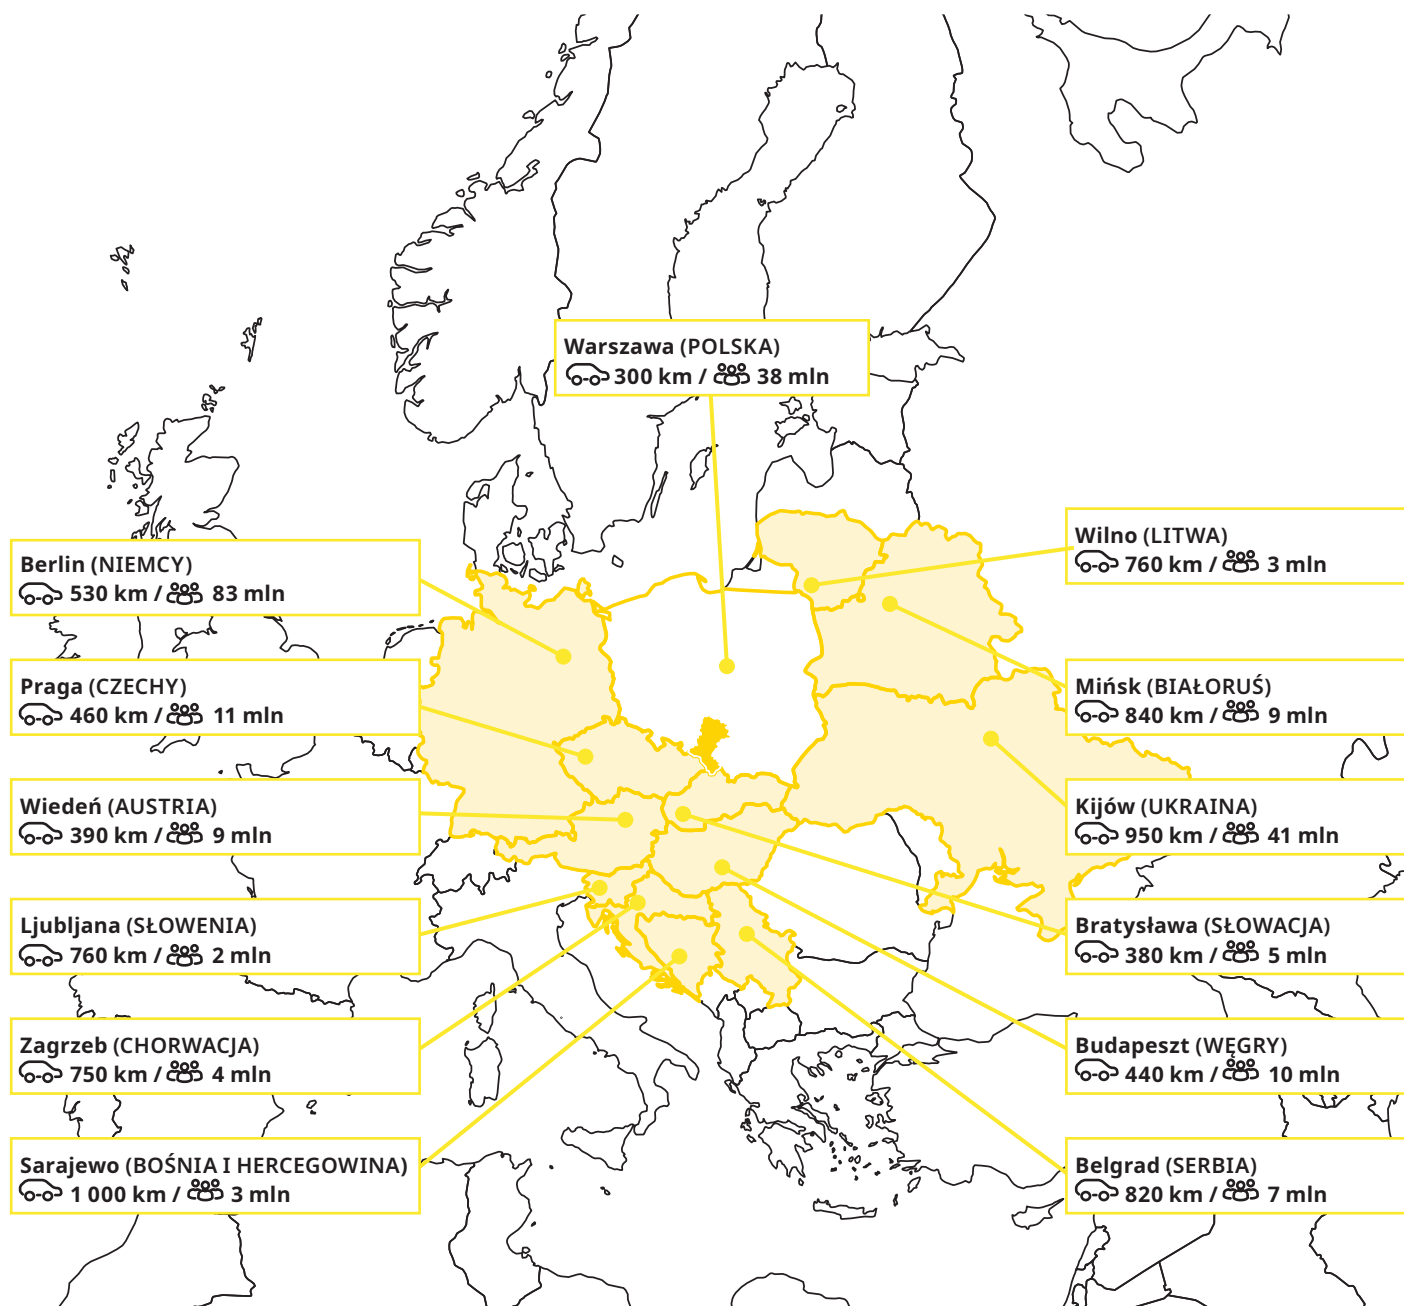 Warszawa (POLSKA)
300 km / 38 mln
Berlin (NIEMCY)
530 km / 83 mln
Praga (CZECHY)
460 km / 11 mln
Wiedeń (AUSTRIA)
390 km / 9 mln
Ljubljana (SŁOWENIA)
760 km / 2 mln
Zagrzeb (CHORWACJA)
750 km / 4 mln
Sarajewo (BOŚNIA I HERCEGOWINA)
1 000 km / 3 mln
Wilno (LITWA)
760 km / 3 mln
Mińsk (BIAŁORUŚ)
840 km / 9 mln
Kijów (UKRAINA)
950 km / 41 mln
Bratysława (SŁOWACJA)
380 km / 5 mln
Budapeszt (WĘGRY)
440 km / 10 mln
Belgrad (SERBIA)
820 km / 7 mln